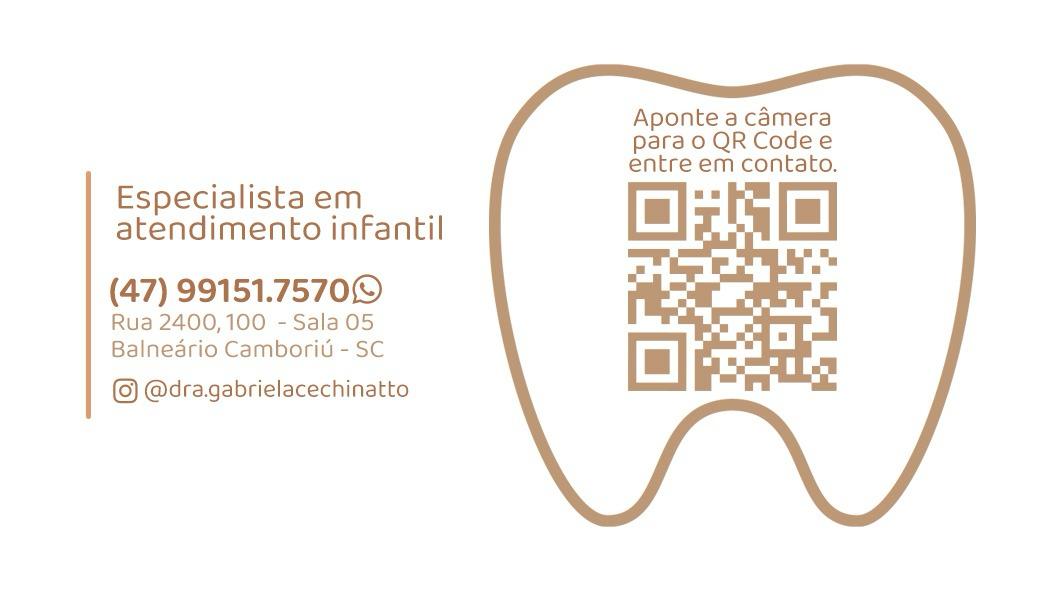 Especialista em
atendimento infantil
(47) 99151.7570
Rua 2400, 100 - Sala 05
Balneário Camboriú - SC
@dra.gabrielacechinatto
Aponte a câmera
para o QR Code e
entre em contato.